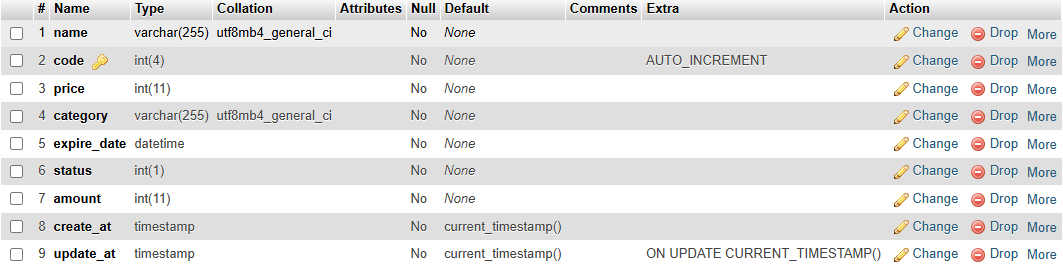 # Name Type Collation Attributes Null Default Comments Extra Action
1 name varchar(255) utf8mb4_general_ci No None Change Drop More
2 code int(4) No None AUTO_INCREMENT Change Drop More
3 price int(11) No None Change Drop More
4 category varchar(255) utf8mb4_general_ci No None Change Drop More
5 expire_date datetime No None Change Drop More
6 status int(1) No None Change Drop More
7 amount int(11) No None Change Drop More
8 create_at timestamp No current_timestamp() Change Drop More
9 update_at timestamp No current_timestamp() ON UPDATE CURRENT_TIMESTAMP() Change Drop More